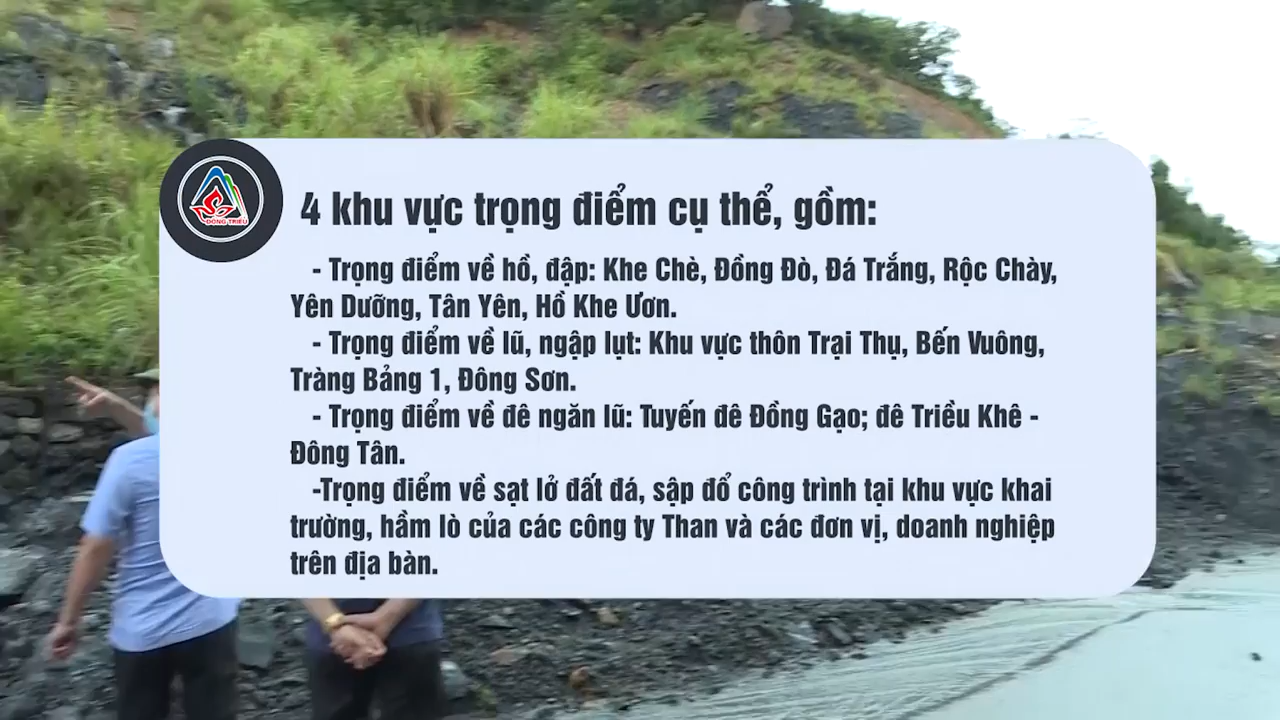 ĐÔNG TRIỀU
4 khu vực trọng điểm cụ thể, gồm:
- Trọng điểm về hồ, đập: Khe Chè, Đồng Đò, Đá Trắng, Rộc Chày,
Yên Dưỡng, Tân Yên, Hồ Khe Ươn.
- Trọng điểm về lũ, ngập lụt: Khu vực thôn Trại Thụ, Bến Vuông,
Tràng Bảng 1, Đông Sơn.
- Trọng điểm về đê ngăn lũ: Tuyến đê Đồng Gạo; đê Triều Khê -
Đông Tân.
-Trọng điểm về sạt lở đất đá, sập đổ công trình tại khu vực khai
trường, hầm lò của các công ty Than và các đơn vị, doanh nghiệp
trên địa bàn.